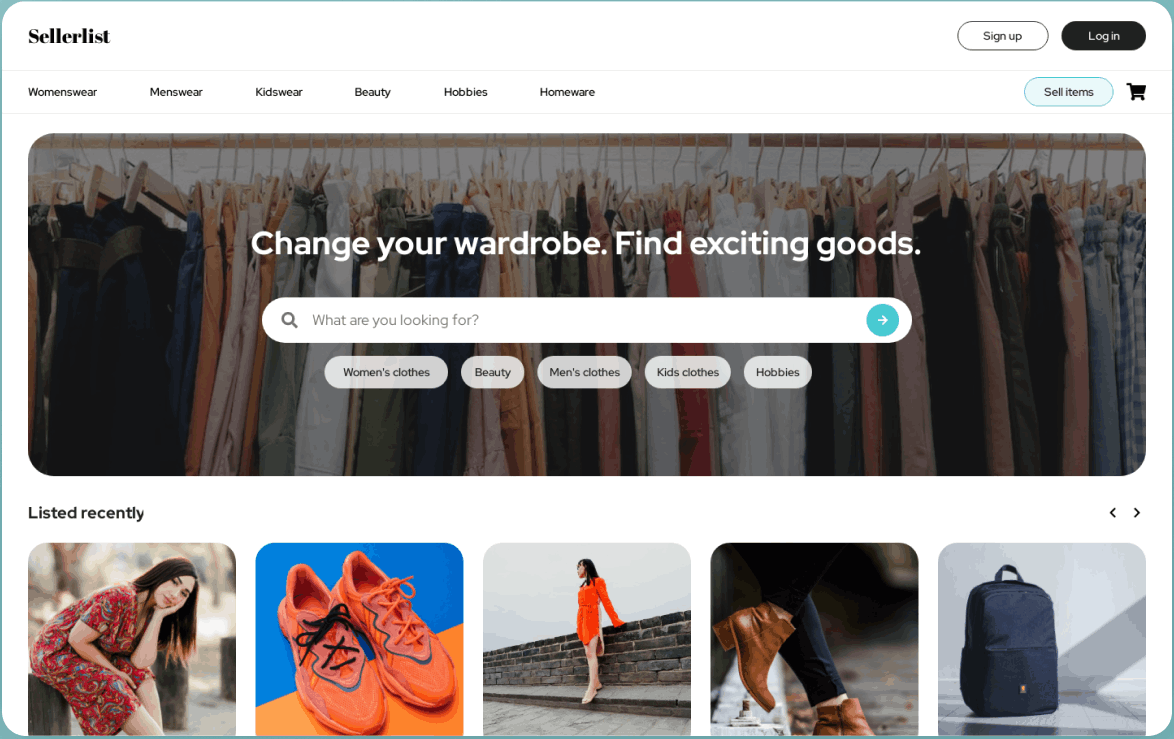 Sellerlist
Sign up
Log in
Womenswear Menswear Kidswear Beauty Hobbies Homeware
Sell items
Change your wardrobe. Find exciting goods.
What are you looking for?
Women's clothes Beauty Men's clothes Kids clothes Hobbies
Listed recently